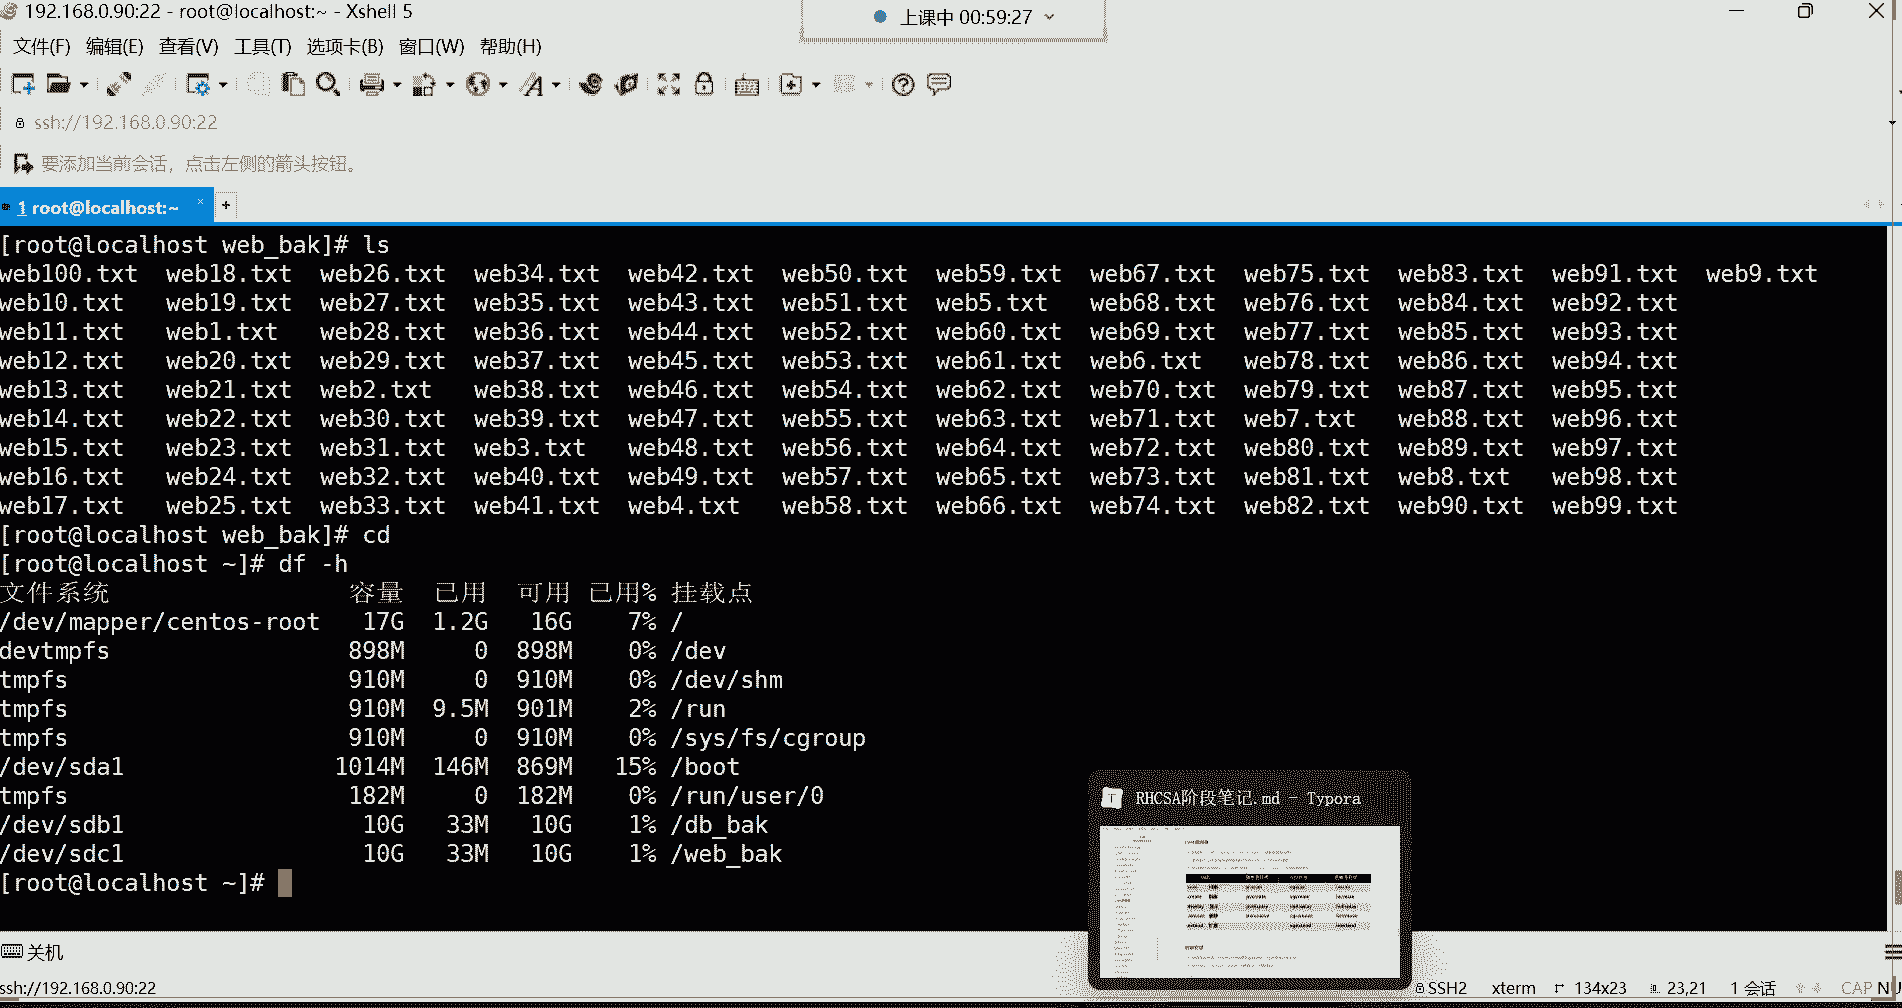 192.168.0.90:22 - root@localhost:~ - Xshell 5
上课中 00:59:27
文件(F) 编辑(E) 查看(V) 工具(T) 选项卡(B) 窗口(W) 帮助(H)
ssh://192.168.0.90:22
要添加当前会话，点击左侧的箭头按钮。
1 root@localhost:~ × +
[root@localhost web_bak]# ls
web100.txt web18.txt web26.txt web34.txt web42.txt web50.txt web59.txt web67.txt web75.txt web83.txt web91.txt web9.txt
web10.txt web19.txt web27.txt web35.txt web43.txt web51.txt web5.txt web68.txt web76.txt web84.txt web92.txt
web11.txt web1.txt web28.txt web36.txt web44.txt web52.txt web60.txt web69.txt web77.txt web85.txt web93.txt
web12.txt web20.txt web29.txt web37.txt web45.txt web53.txt web61.txt web6.txt web78.txt web86.txt web94.txt
web13.txt web21.txt web2.txt web38.txt web46.txt web54.txt web62.txt web70.txt web79.txt web87.txt web95.txt
web14.txt web22.txt web30.txt web39.txt web47.txt web55.txt web63.txt web71.txt web7.txt web88.txt web96.txt
web15.txt web23.txt web31.txt web3.txt web48.txt web56.txt web64.txt web72.txt web80.txt web89.txt web97.txt
web16.txt web24.txt web32.txt web40.txt web49.txt web57.txt web65.txt web73.txt web81.txt web8.txt web98.txt
web17.txt web25.txt web33.txt web41.txt web4.txt web58.txt web66.txt web74.txt web82.txt web90.txt web99.txt
[root@localhost web_bak]# cd
[root@localhost ~]# df -h
文件系统 容量 已用 可用 已用% 挂载点
/dev/mapper/centos-root 17G 1.2G 16G 7% /
devtmpfs 898M 0 898M 0% /dev
tmpfs 910M 0 910M 0% /dev/shm
tmpfs 910M 9.5M 901M 2% /run
tmpfs 910M 0 910M 0% /sys/fs/cgroup
/dev/sda1 1014M 146M 869M 15% /boot
tmpfs 182M 0 182M 0% /run/user/0
/dev/sdb1 10G 33M 10G 1% /db_bak
/dev/sdc1 10G 33M 10G 1% /web_bak
[root@localhost ~]#
RHCSA阶段笔记.md - Typora
关机
ssh://192.168.0.90:22 SSH2 xterm 134x23 23,21 1 会话 CAP